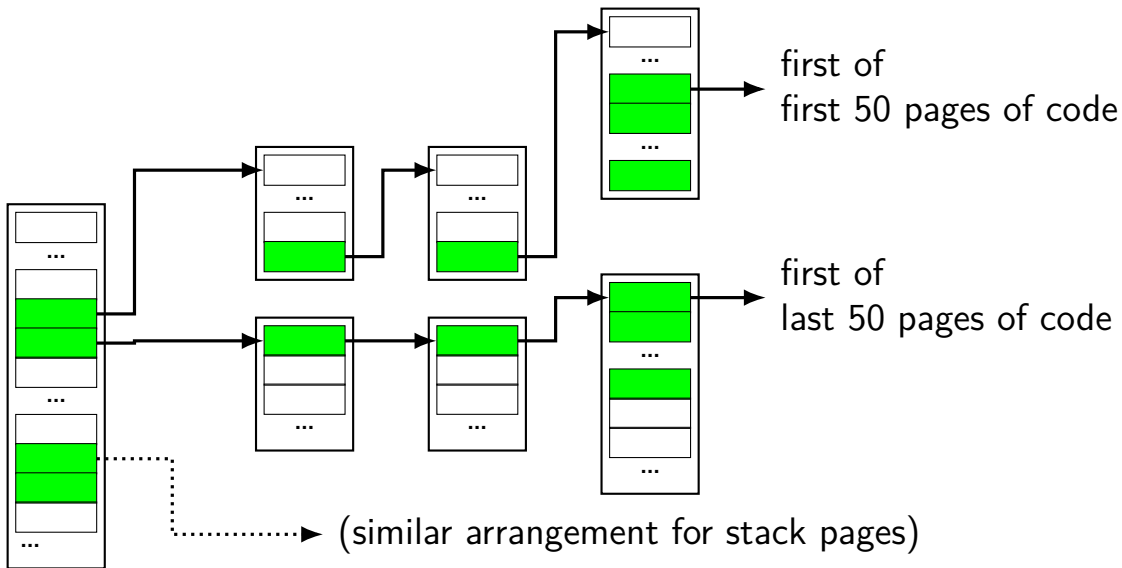 ...
first of
first 50 pages of code
...
...
...
...
first of
last 50 pages of code
...
...
...
...
...
...
(similar arrangement for stack pages)